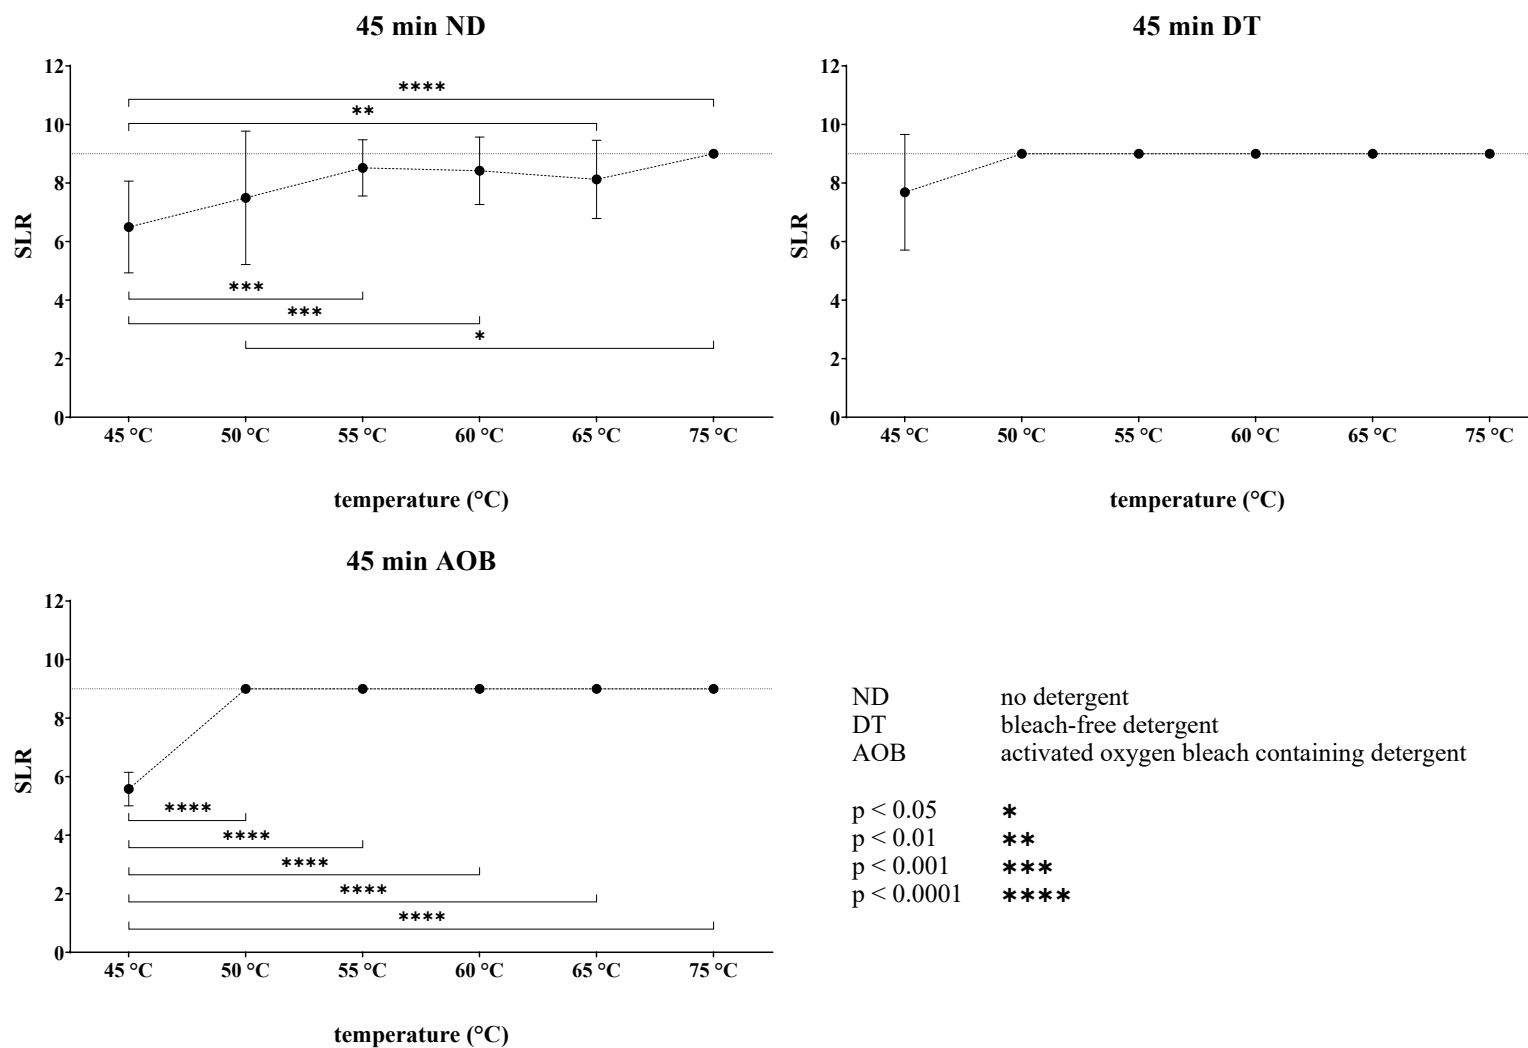 45 min ND
12
10
8
6
4
2
0
SLR
****
**
***
***
*
45 °C 50 °C 55 °C 60 °C 65 °C 75 °C
temperature (°C)
45 min DT
12
10
8
6
4
2
0
SLR
45 °C 50 °C 55 °C 60 °C 65 °C 75 °C
temperature (°C)
45 min AOB
12
10
8
6
4
2
0
SLR
****
****
****
****
****
45 °C 50 °C 55 °C 60 °C 65 °C 75 °C
temperature (°C)
ND no detergent
DT bleach-free detergent
AOB activated oxygen bleach containing detergent
p < 0.05 *
p < 0.01 **
p < 0.001 ***
p < 0.0001 ****